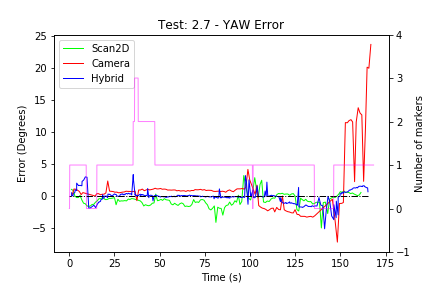 Test: 2.7 - YAW Error
Scan2D
Camera
Hybrid
Error (Degrees)
25
20
15
10
5
0
−5
Number of markers
4
3
2
1
0
−1
0 25 50 75 100 125 150 175
Time (s)